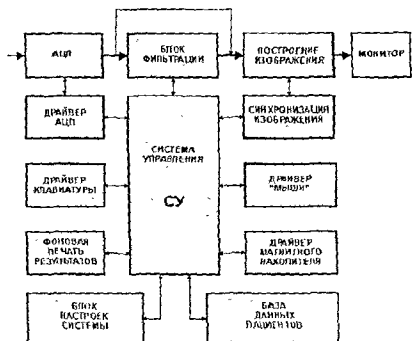 АЦП
БЛОК
ФИЛЬТРАЦИИ
ПОСТРОЕНИЕ
ИЗОБРАЖЕНИЯ
МОНИТОР
ДРАЙВЕР
АЦП
СИСТЕМА
УПРАВЛЕНИЯ
СУ
СИНХРОНИЗАЦИЯ
ИЗОБРАЖЕНИЯ
ДРАЙВЕР
КЛАВИАТУРЫ
ДРАЙВЕР
"МЫШИ"
ФОНОВАЯ
ПЕЧАТЬ
РЕЗУЛЬТАТОВ
ДРАЙВЕР
МАГНИТНОГО
НАКОПИТЕЛЯ
БЛОК
НАСТРОЕК
СИСТЕМЫ
БАЗА
ДАННЫХ
ПАЦИЕНТОВ